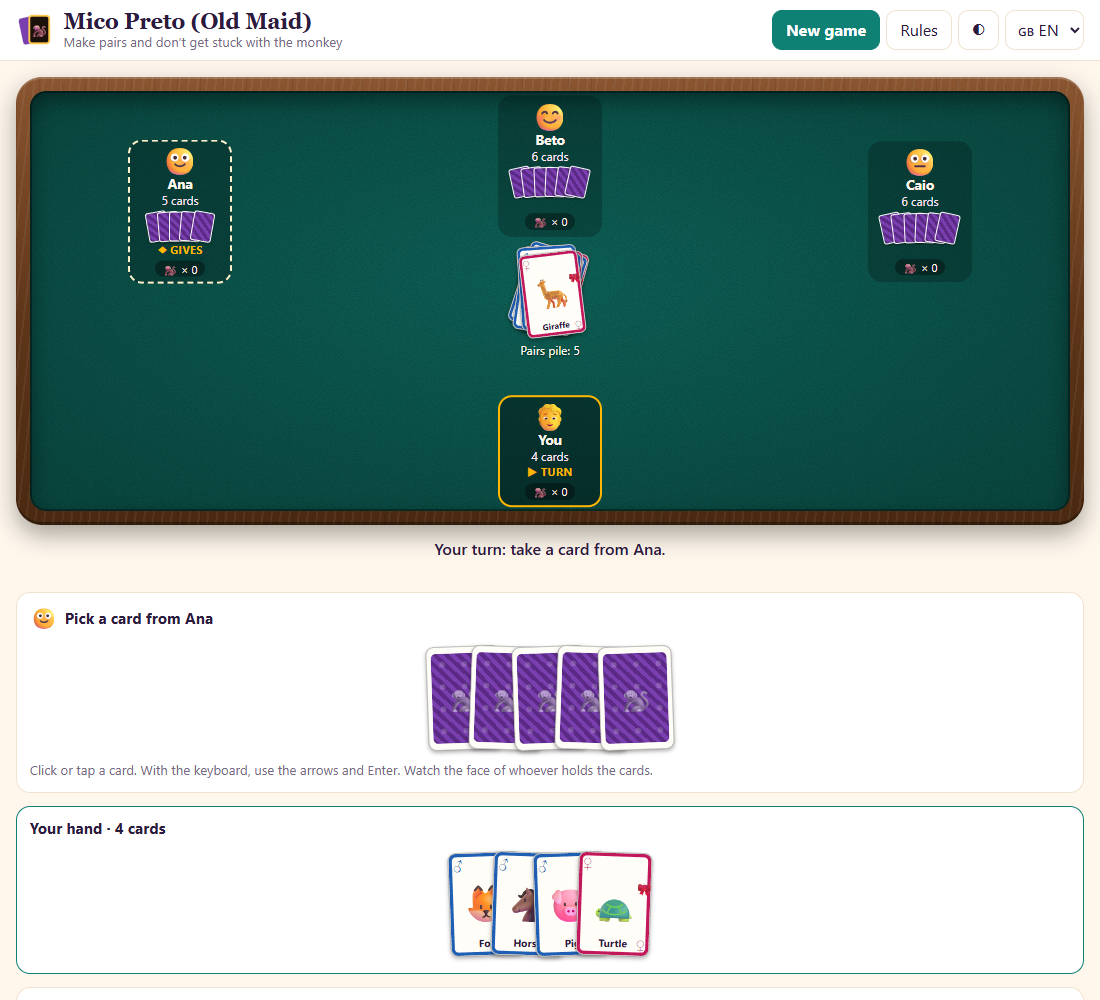 Mico Preto (Old Maid)
Make pairs and don't get stuck with the monkey
New game
Rules
GB EN
Beto
6 cards
× 0
Ana
5 cards
◆ GIVES
× 0
Caio
6 cards
× 0
Giraffe
Pairs pile: 5
You
4 cards
▶ TURN
× 0
Your turn: take a card from Ana.
Pick a card from Ana
Click or tap a card. With the keyboard, use the arrows and Enter. Watch the face of whoever holds the cards.
Your hand · 4 cards
Fo
Hors
Pig
Turtle